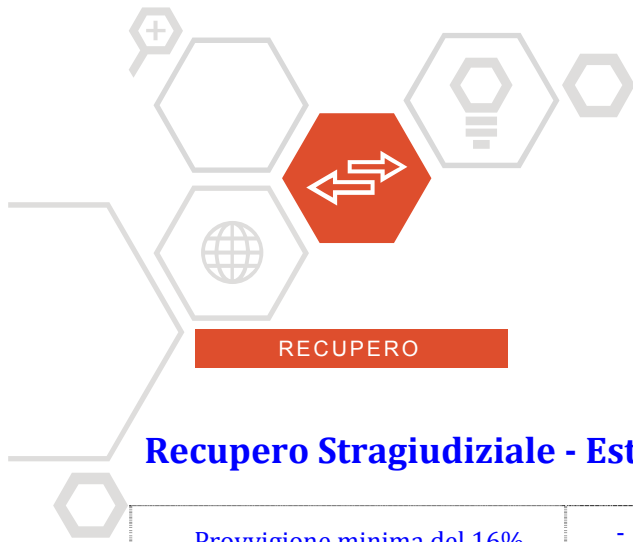 RECUPERO
Recupero Stragiudiziale - Est
Provvigione minima del 16%
-